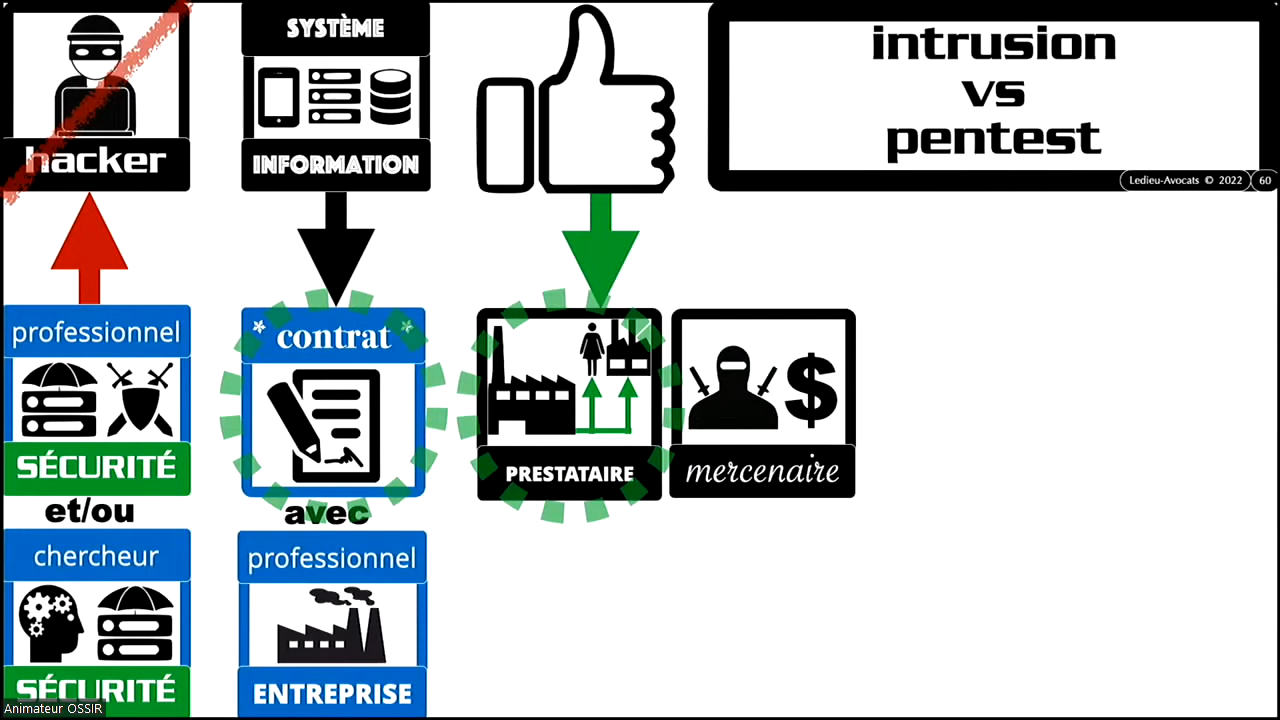 hacker
SYSTÈME
INFORMATION
intrusion
vs
pentest
Ledieu-Avocats © 2022 60
professionnel
SÉCURITÉ
et/ou
chercheur
SÉCURITÉ
* contrat *
avec
professionnel
ENTREPRISE
PRESTATAIRE
$
mercenaire
Animateur OSSIR